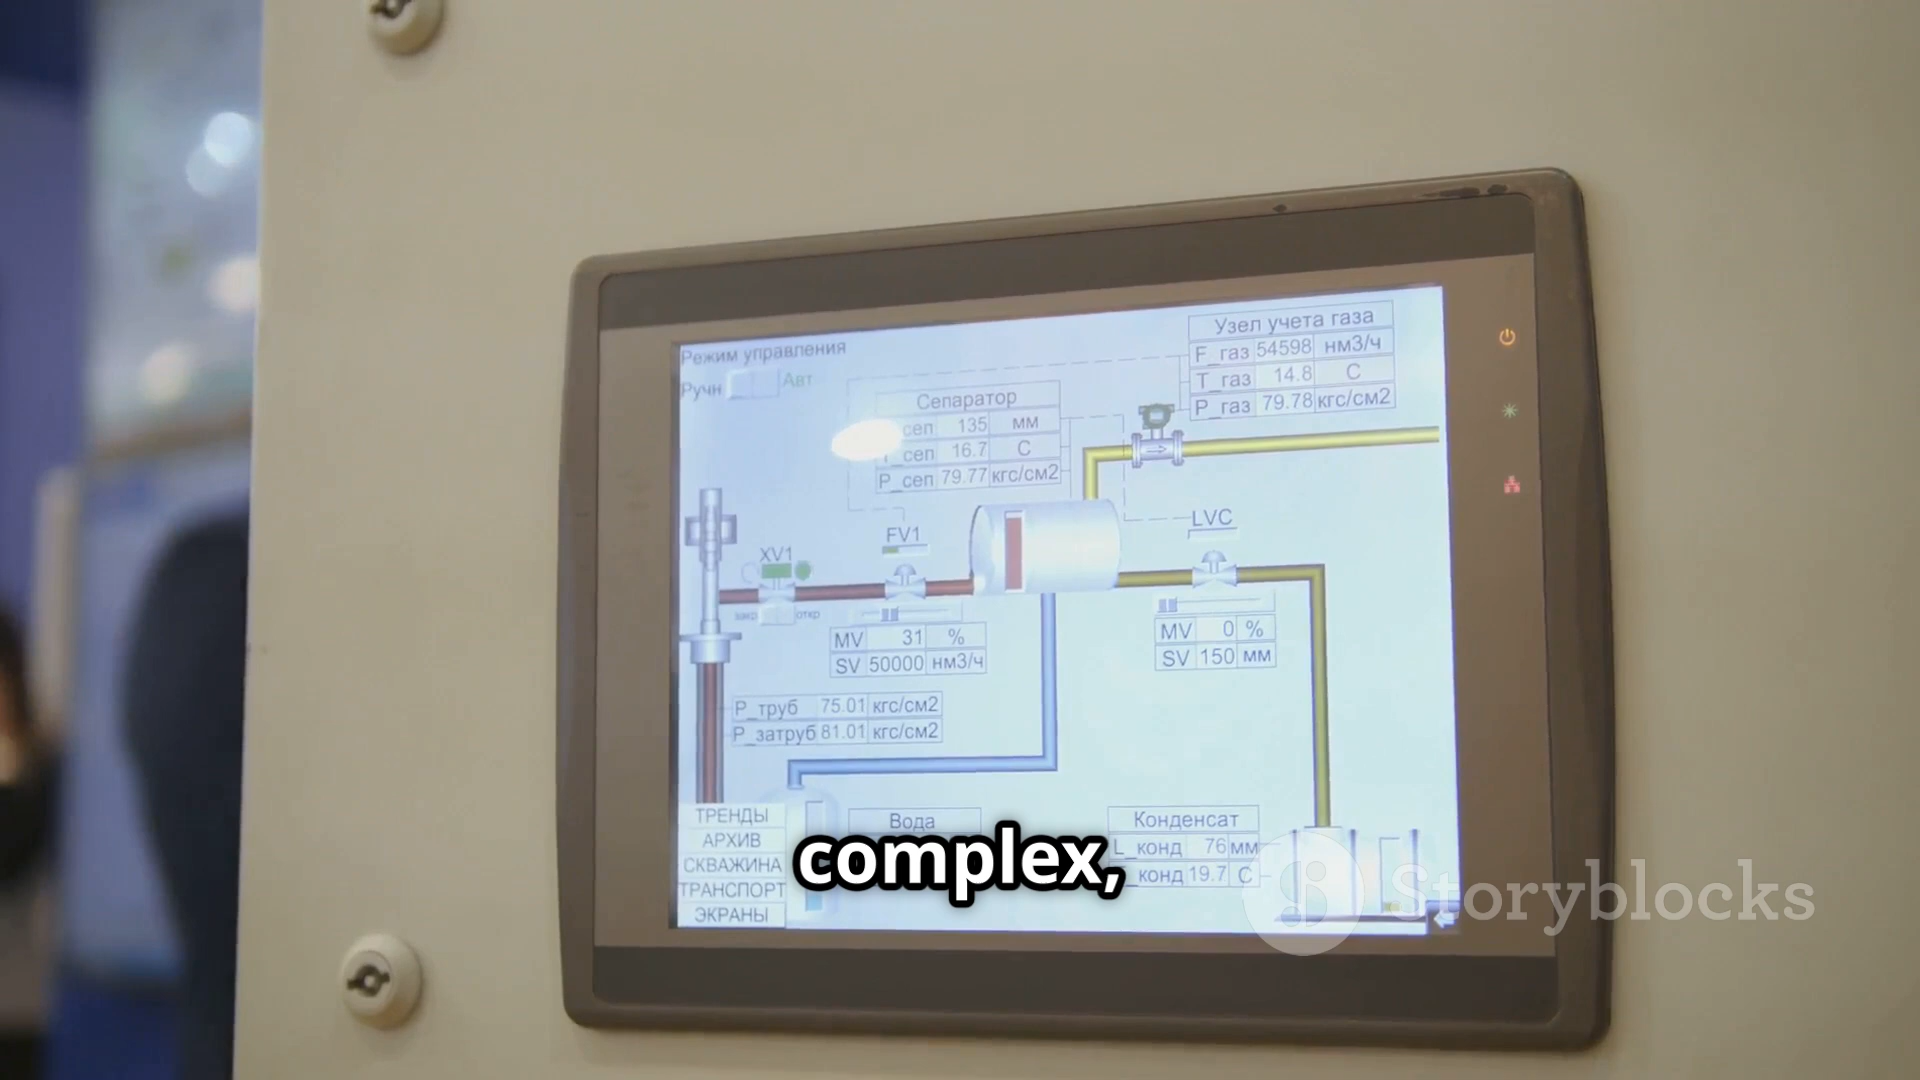 Режим управления
Ручн Авт
Узел учета газа
F_газ 54598 нм3/ч
T_газ 14.8 С
P_газ 79.78 кгс/см2
Сепаратор
сеп 135 мм
_сеп 16.7 С
P_сеп 79.77 кгс/см2
XV1
FV1
LVC
закр откр
MV 31 %
SV 50000 нм3/ч
MV 0 %
SV 150 мм
P_труб 75.01 кгс/см2
P_затруб 81.01 кгс/см2
ТРЕНДЫ
АРХИВ
СКВАЖИНА
ТРАНСПОРТ
ЭКРАНЫ
Вода
Конденсат
L_конд 76 мм
_конд 19.7 С
complex,
Storyblocks